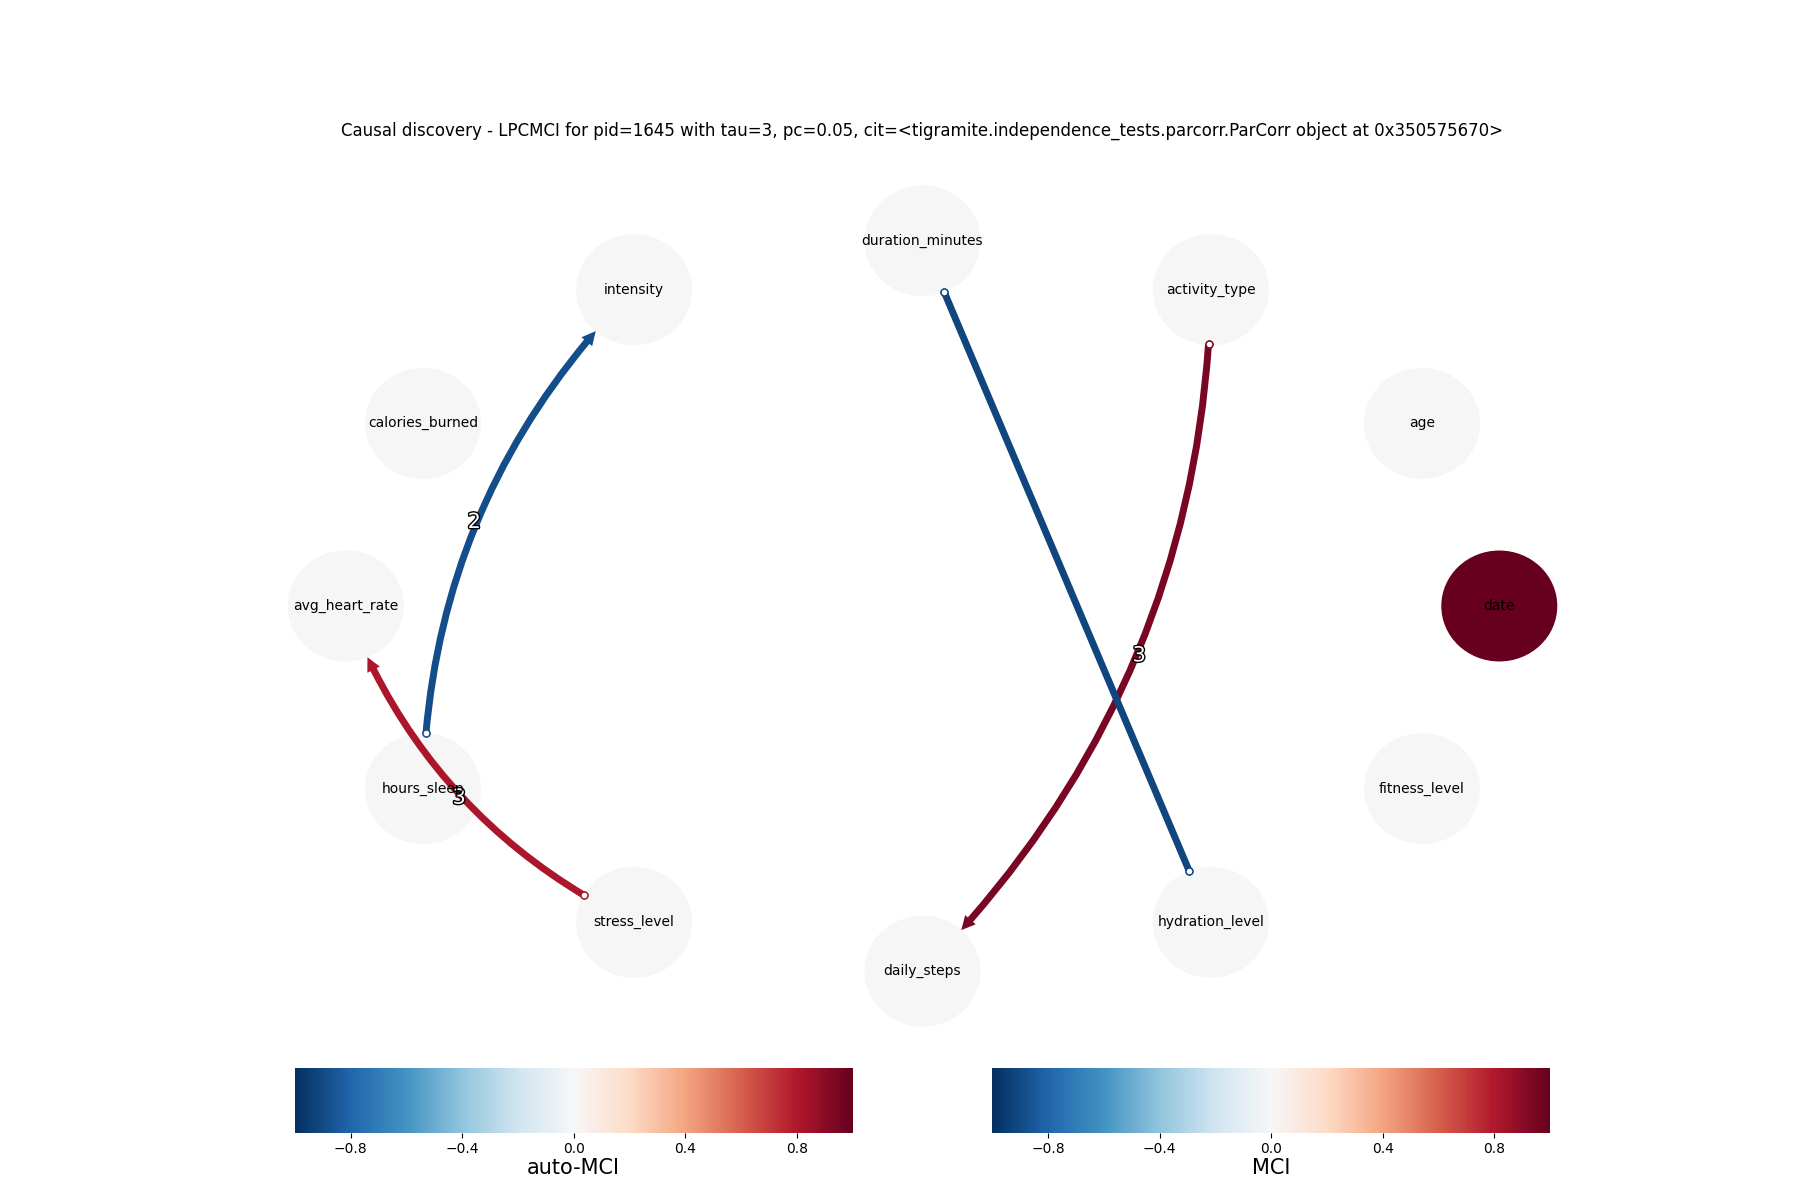 Causal discovery - LPCMCI for pid=1645 with tau=3, pc=0.05, cit=<tigramite.independence_tests.parcorr.ParCorr object at 0x350575670>
duration_minutes
intensity
activity_type
calories_burned
age
2
avg_heart_rate
date
3
hours_sleep
3
fitness_level
stress_level
hydration_level
daily_steps
−0.8 −0.4 0.0 0.4 0.8
auto-MCI
−0.8 −0.4 0.0 0.4 0.8
MCI